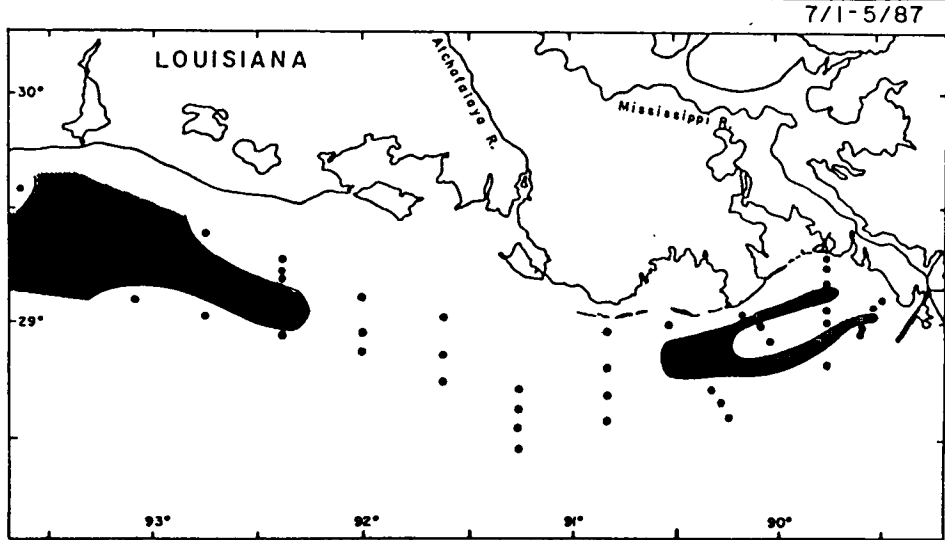 7/1-5/87
LOUISIANA
Atchafalaya R.
Mississippi R.
30°
29°
93°
92°
91°
90°